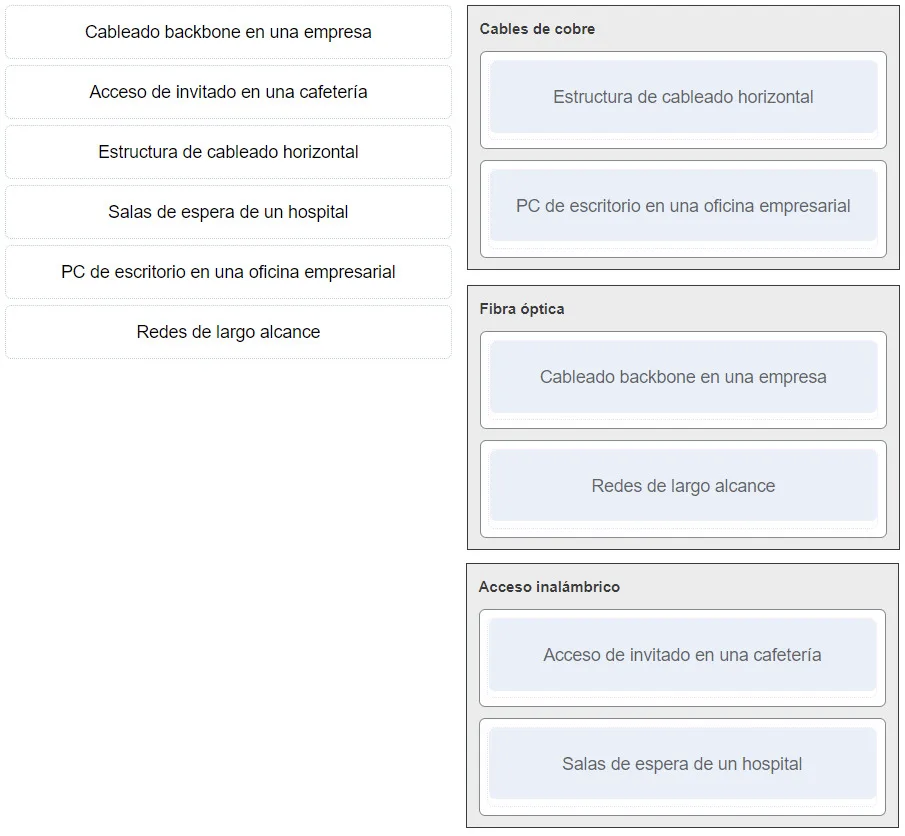 Cableado backbone en una empresa
Acceso de invitado en una cafetería
Estructura de cableado horizontal
Salas de espera de un hospital
PC de escritorio en una oficina empresarial
Redes de largo alcance
Cables de cobre
Estructura de cableado horizontal
PC de escritorio en una oficina empresarial
Fibra óptica
Cableado backbone en una empresa
Redes de largo alcance
Acceso inalámbrico
Acceso de invitado en una cafetería
Salas de espera de un hospital